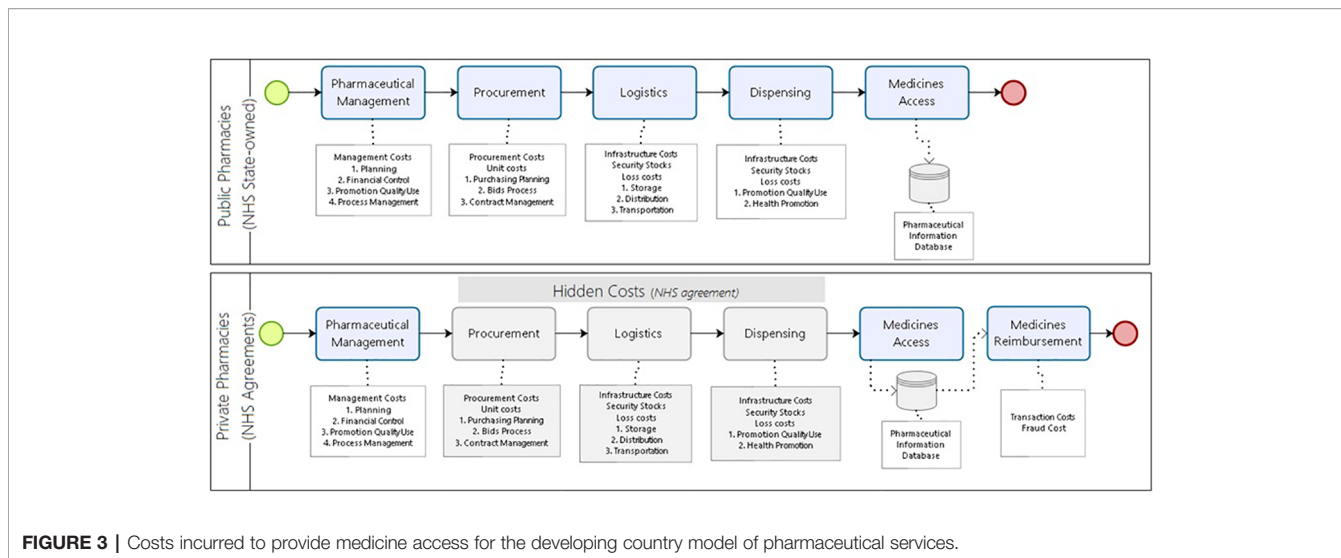 Public Pharmacies
(NHS State-owned)
Pharmaceutical
Management
Procurement
Logistics
Dispensing
Medicines
Access
Management Costs
1. Planning
2. Financial Control
3. Promotion Quality Use
4. Process Management
Procurement Costs
Unit costs
1. Purchasing Planning
2. Bids Process
3. Contract Management
Infrastructure Costs
Security Stocks
Loss costs
1. Storage
2. Distribution
3. Transportation
Infrastructure Costs
Security Stocks
Loss costs
1. Promotion Quality Use
2. Health Promotion
Pharmaceutical
Information
Database
Private Pharmacies
(NHS Agreements)
Hidden Costs (NHS agreement)
Pharmaceutical
Management
Procurement
Logistics
Dispensing
Medicines
Access
Medicines
Reimbursement
Management Costs
1. Planning
2. Financial Control
3. Promotion Quality Use
4. Process Management
Procurement Costs
Unit costs
1. Purchasing Planning
2. Bids Process
3. Contract Management
Infrastructure Costs
Security Stocks
Loss costs
1. Storage
2. Distribution
3. Transportation
Infrastructure Costs
Security Stocks
Loss costs
1. Promotion Quality Use
2. Health Promotion
Pharmaceutical
Information
Database
Transaction Costs
Fraud Cost
FIGURE 3 | Costs incurred to provide medicine access for the developing country model of pharmaceutical services.